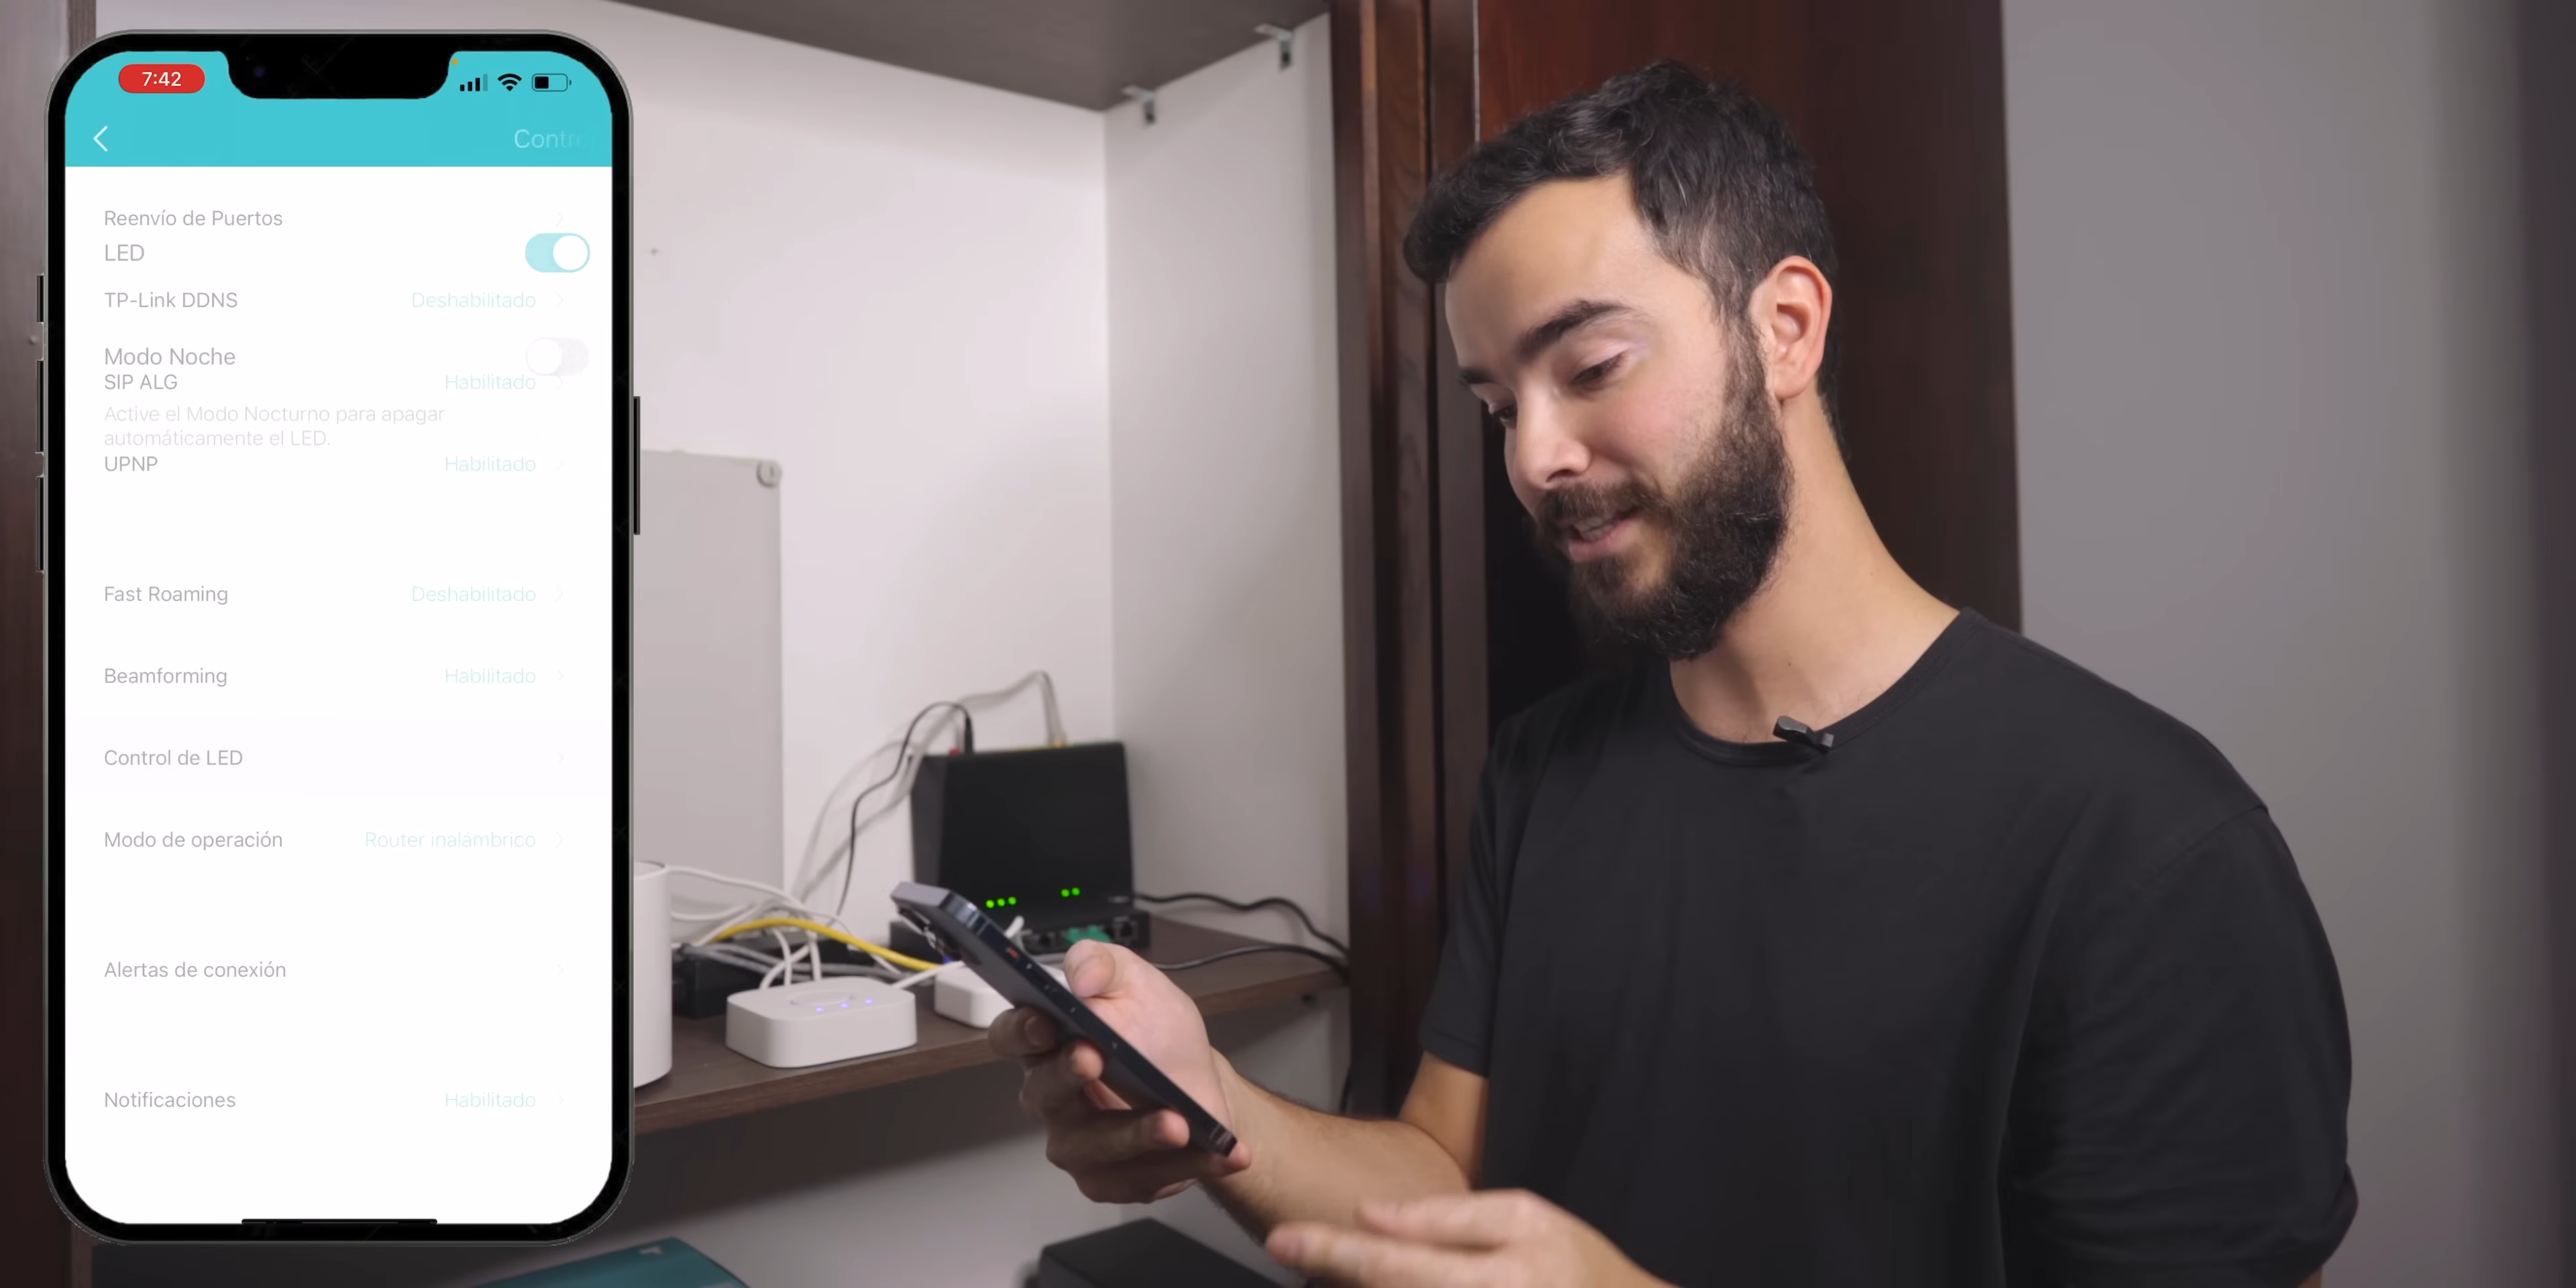 7:42
Contro
Reenvío de Puertos
LED
TP-Link DDNS Deshabilitado
Modo Noche
SIP ALG Habilitado
Active el Modo Nocturno para apagar
automáticamente el LED.
UPNP Habilitado
Fast Roaming Deshabilitado
Beamforming Habilitado
Control de LED
Modo de operación Router inalámbrico
Alertas de conexión
Notificaciones Habilitado